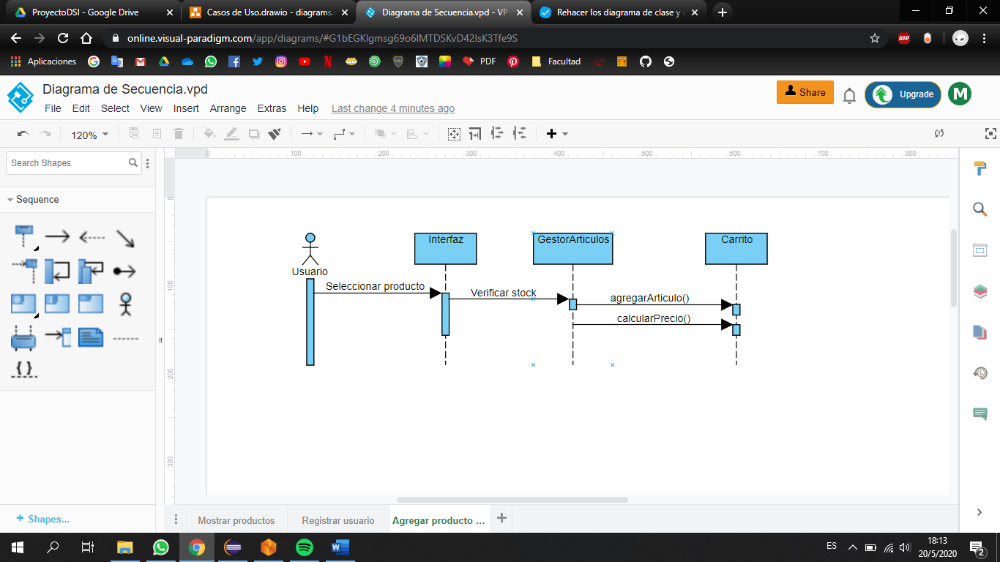 ProyectoDSI - Google Drive
Casos de Uso.drawio - diagrams.n
Diagrama de Secuencia.vpd - VP
Rehacer los diagrama de clase y
online.visual-paradigm.com/app/diagrams/#G1bEGKlgmsg69o6lMTDSKvD42IsK3Tfe9S
ABP
Aplicaciones
PDF
Facultad
Diagrama de Secuencia.vpd
Share
Upgrade
M
File Edit Select View Insert Arrange Extras Help Last change 4 minutes ago
120%
Search Shapes
0 100 200 300 400 500 600 700 800
0
100
200
300
Sequence
Interfaz
GestorArticulos
Carrito
Usuario
Seleccionar producto
Verificar stock
agregarArticulo()
calcularPrecio()
+ Shapes...
Mostrar productos
Registrar usuario
Agregar producto ...
ES
18:13
20/5/2020
2